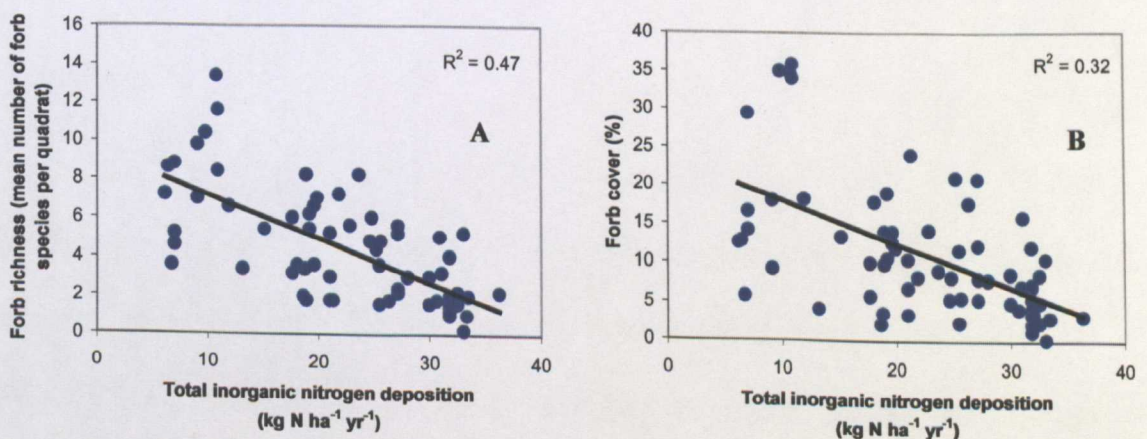 Forb richness (mean number of forb
species per quadrat)
16
14
12
10
8
6
4
2
0
R² = 0.47
A
0
10
20
30
40
Total inorganic nitrogen deposition
(kg N ha⁻¹ yr⁻¹)
Forb cover (%)
40
35
30
25
20
15
10
5
0
R² = 0.32
B
0
10
20
30
40
Total inorganic nitrogen deposition
(kg N ha⁻¹ yr⁻¹)